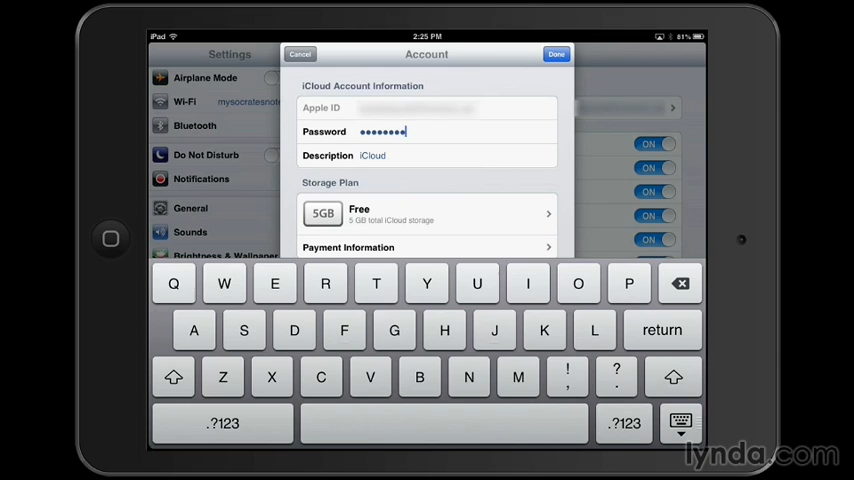 iPad 2:25 PM 81%
Settings Cancel Account Done
iCloud Account Information
Airplane Mode
Apple ID
Wi-Fi mysocratesnote
Password ••••••••
Bluetooth
Description iCloud
ON
Do Not Disturb
ON
Notifications
Storage Plan
ON
General
5GB Free
5 GB total iCloud storage
ON
Sounds
ON
Payment Information
Brightness & Wallpaper
Q W E R T Y U I O P
A S D F G H J K L return
Z X C V B N M ! , ? .
.?123 .?123
lynda.com